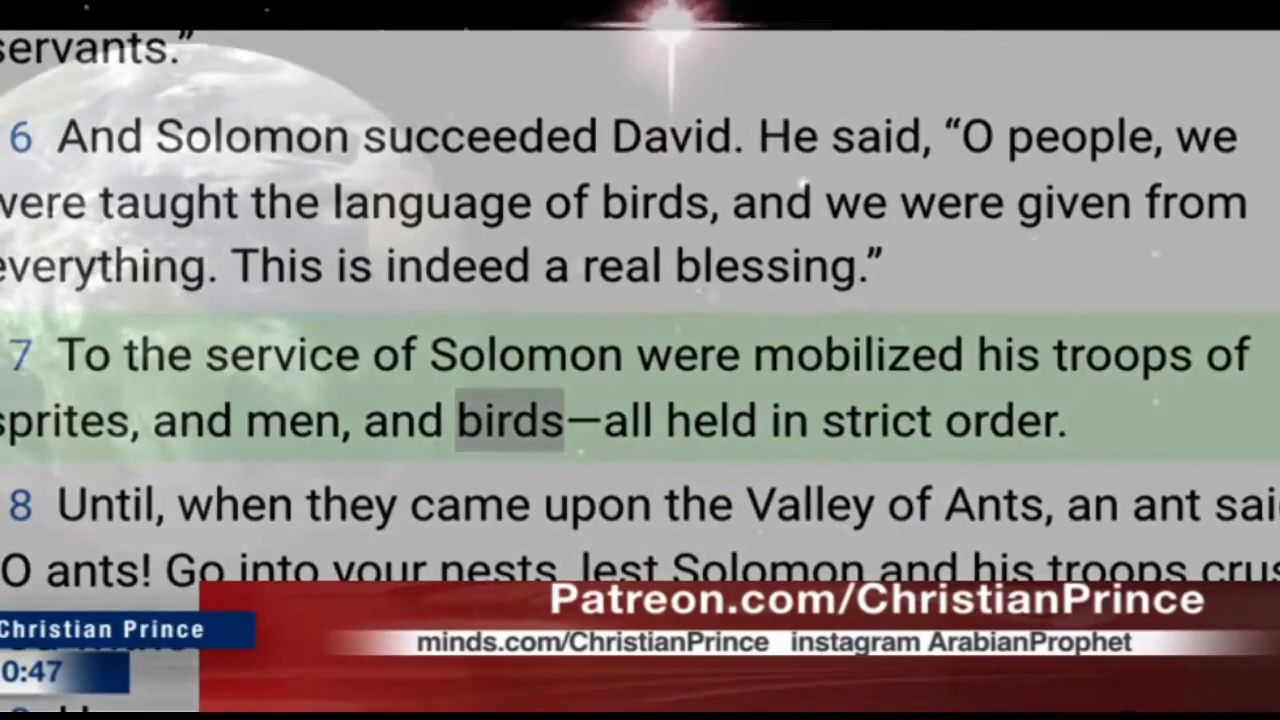 servants.”
6 And Solomon succeeded David. He said, “O people, we
were taught the language of birds, and we were given from
everything. This is indeed a real blessing.”
7 To the service of Solomon were mobilized his troops of
sprites, and men, and birds—all held in strict order.
8 Until, when they came upon the Valley of Ants, an ant sai
O ants! Go into your nests, lest Solomon and his troops crus
Patreon.com/ChristianPrince
Christian Prince
minds.com/ChristianPrince instagram ArabianProphet
0:47